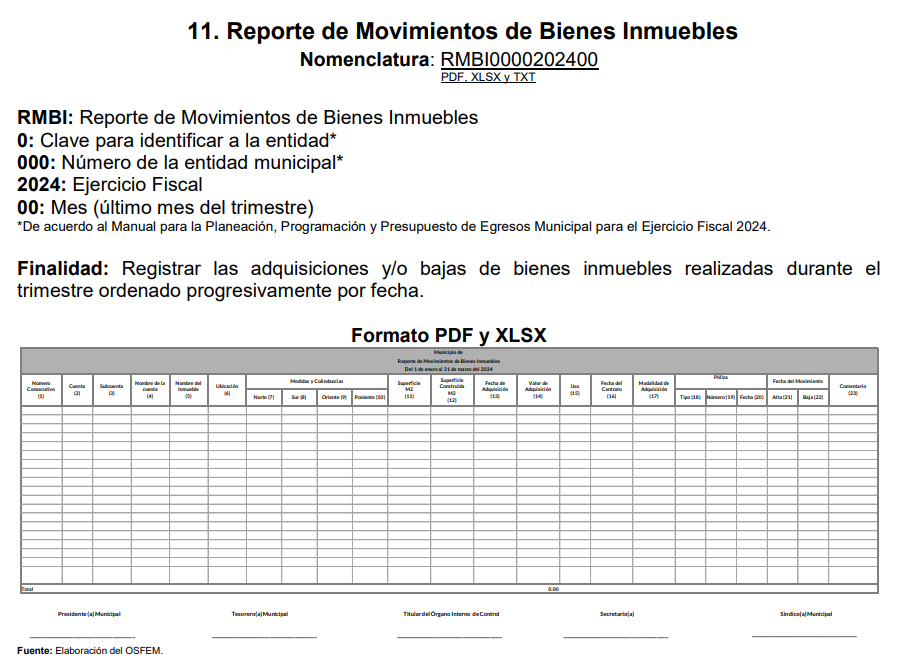 11. Reporte de Movimientos de Bienes Inmuebles
Nomenclatura: RMBI0000202400
PDF, XLSX y TXT
RMBI: Reporte de Movimientos de Bienes Inmuebles
0: Clave para identificar a la entidad*
000: Número de la entidad municipal*
2024: Ejercicio Fiscal
00: Mes (último mes del trimestre)
*De acuerdo al Manual para la Planeación, Programación y Presupuesto de Egresos Municipal para el Ejercicio Fiscal 2024.
Finalidad: Registrar las adquisiciones y/o bajas de bienes inmuebles realizadas durante el
trimestre ordenado progresivamente por fecha.
Formato PDF y XLSX
Municipio de
Reporte de Movimientos de Bienes Inmuebles
Del 1 de enero al 31 de marzo del 2024
Número Consecutivo (1)
Cuenta (2)
Subcuenta (3)
Nombre de la cuenta (4)
Nombre del Inmueble (5)
Ubicación (6)
Medidas y Colindancias
Norte (7)
Sur (8)
Oriente (9)
Poniente (10)
Superficie M2 (11)
Superficie Construida M2 (12)
Fecha de Adquisición (13)
Valor de Adquisición (14)
Uso (15)
Fecha del Contrato (16)
Modalidad de Adquisición (17)
Póliza
Tipo (18)
Número (19)
Fecha (20)
Fecha del Movimiento
Alta (21)
Baja (22)
Comentario (23)
Total 0.00
Presidente (a) Municipal
Tesorero(a) Municipal
Titular del Órgano Interno de Control
Secretario(a)
Síndico(a) Municipal
Fuente: Elaboración del OSFEM.